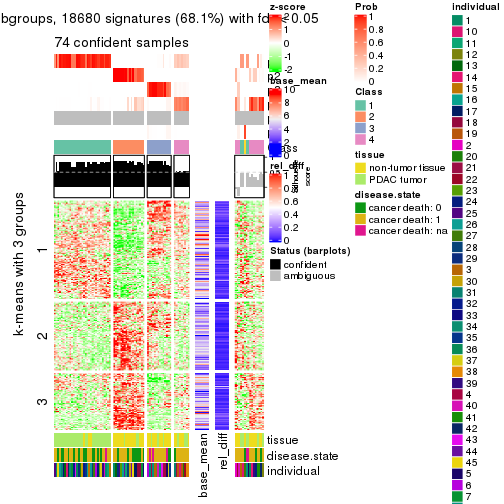 bgroups, 18680 signatures (68.1%) with fdr < 0.05
74 confident samples
k-means with 3 groups
1
2
3
p2
base_mean
rel_diff
tissue
disease.state
individual
Silhouette
score
z-score
2
1
0
-1
-2
base_mean
10
8
6
4
2
0
Class
rel_diff
1
0.8
0.6
0.4
0.2
0
Status (barplots)
confident
ambiguous
Prob
1
0.8
0.6
0.4
0.2
0
Class
1
2
3
4
tissue
non-tumor tissue
PDAC tumor
disease.state
cancer death: 0
cancer death: 1
cancer death: na
individual
1
10
11
12
13
14
15
16
17
18
19
2
20
21
22
23
24
25
26
27
28
29
3
30
31
32
33
34
35
36
37
38
39
4
40
41
42
43
44
45
5
6
7